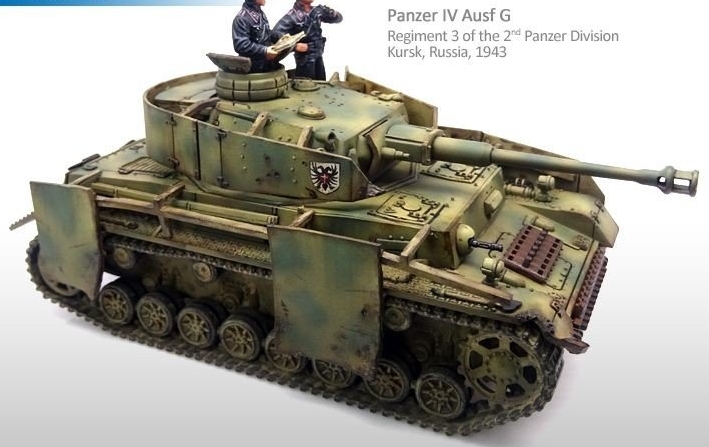 Panzer IV Ausf G
Regiment 3 of the 2nd Panzer Division
Kursk, Russia, 1943